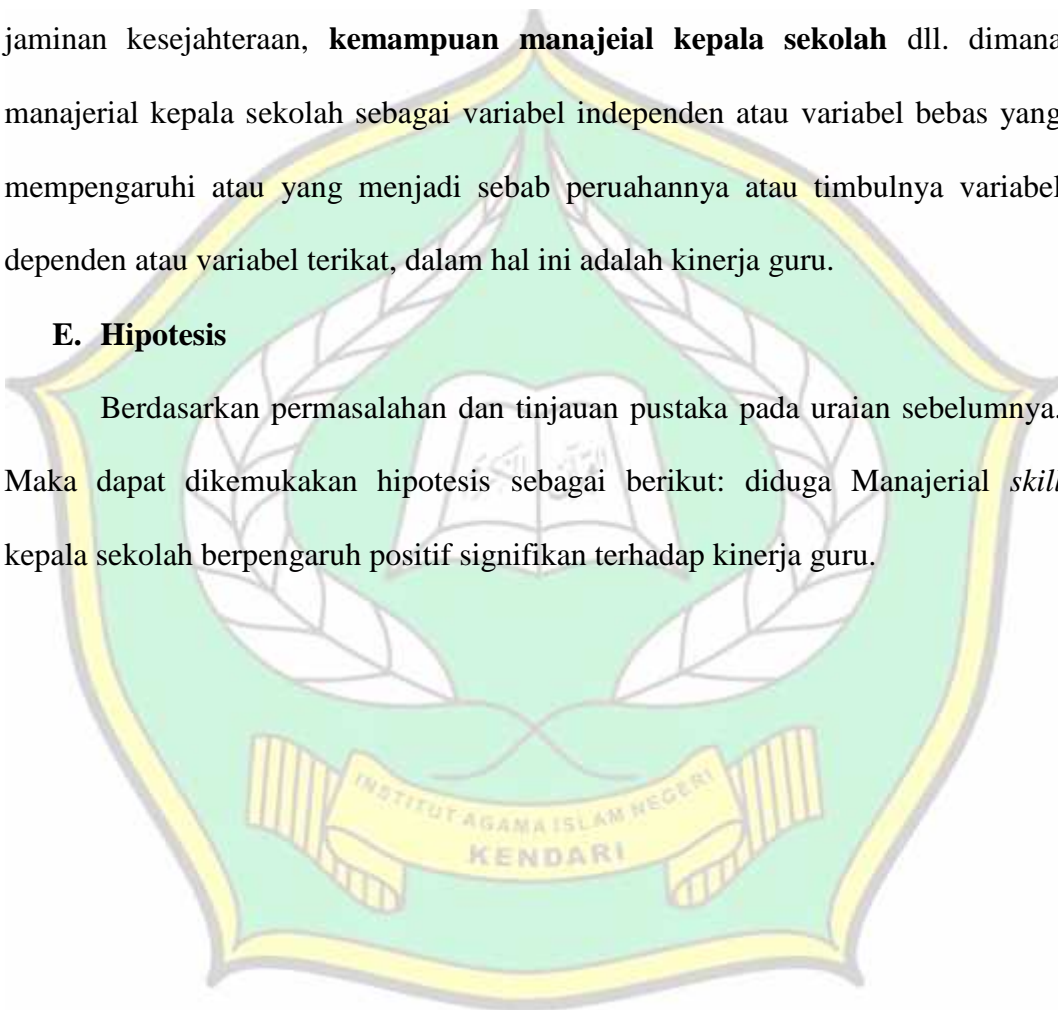 jaminan kesejahteraan, kemampuan manajeial kepala sekolah dll. dimana
manajerial kepala sekolah sebagai variabel independen atau variabel bebas yang
mempengaruhi atau yang menjadi sebab peruahannya atau timbulnya variabel
dependen atau variabel terikat, dalam hal ini adalah kinerja guru.
E. Hipotesis
Berdasarkan permasalahan dan tinjauan pustaka pada uraian sebelumnya.
Maka dapat dikemukakan hipotesis sebagai berikut: diduga Manajerial skill
kepala sekolah berpengaruh positif signifikan terhadap kinerja guru.
INSTITUT AGAMA ISLAM NEGERI
KENDARI